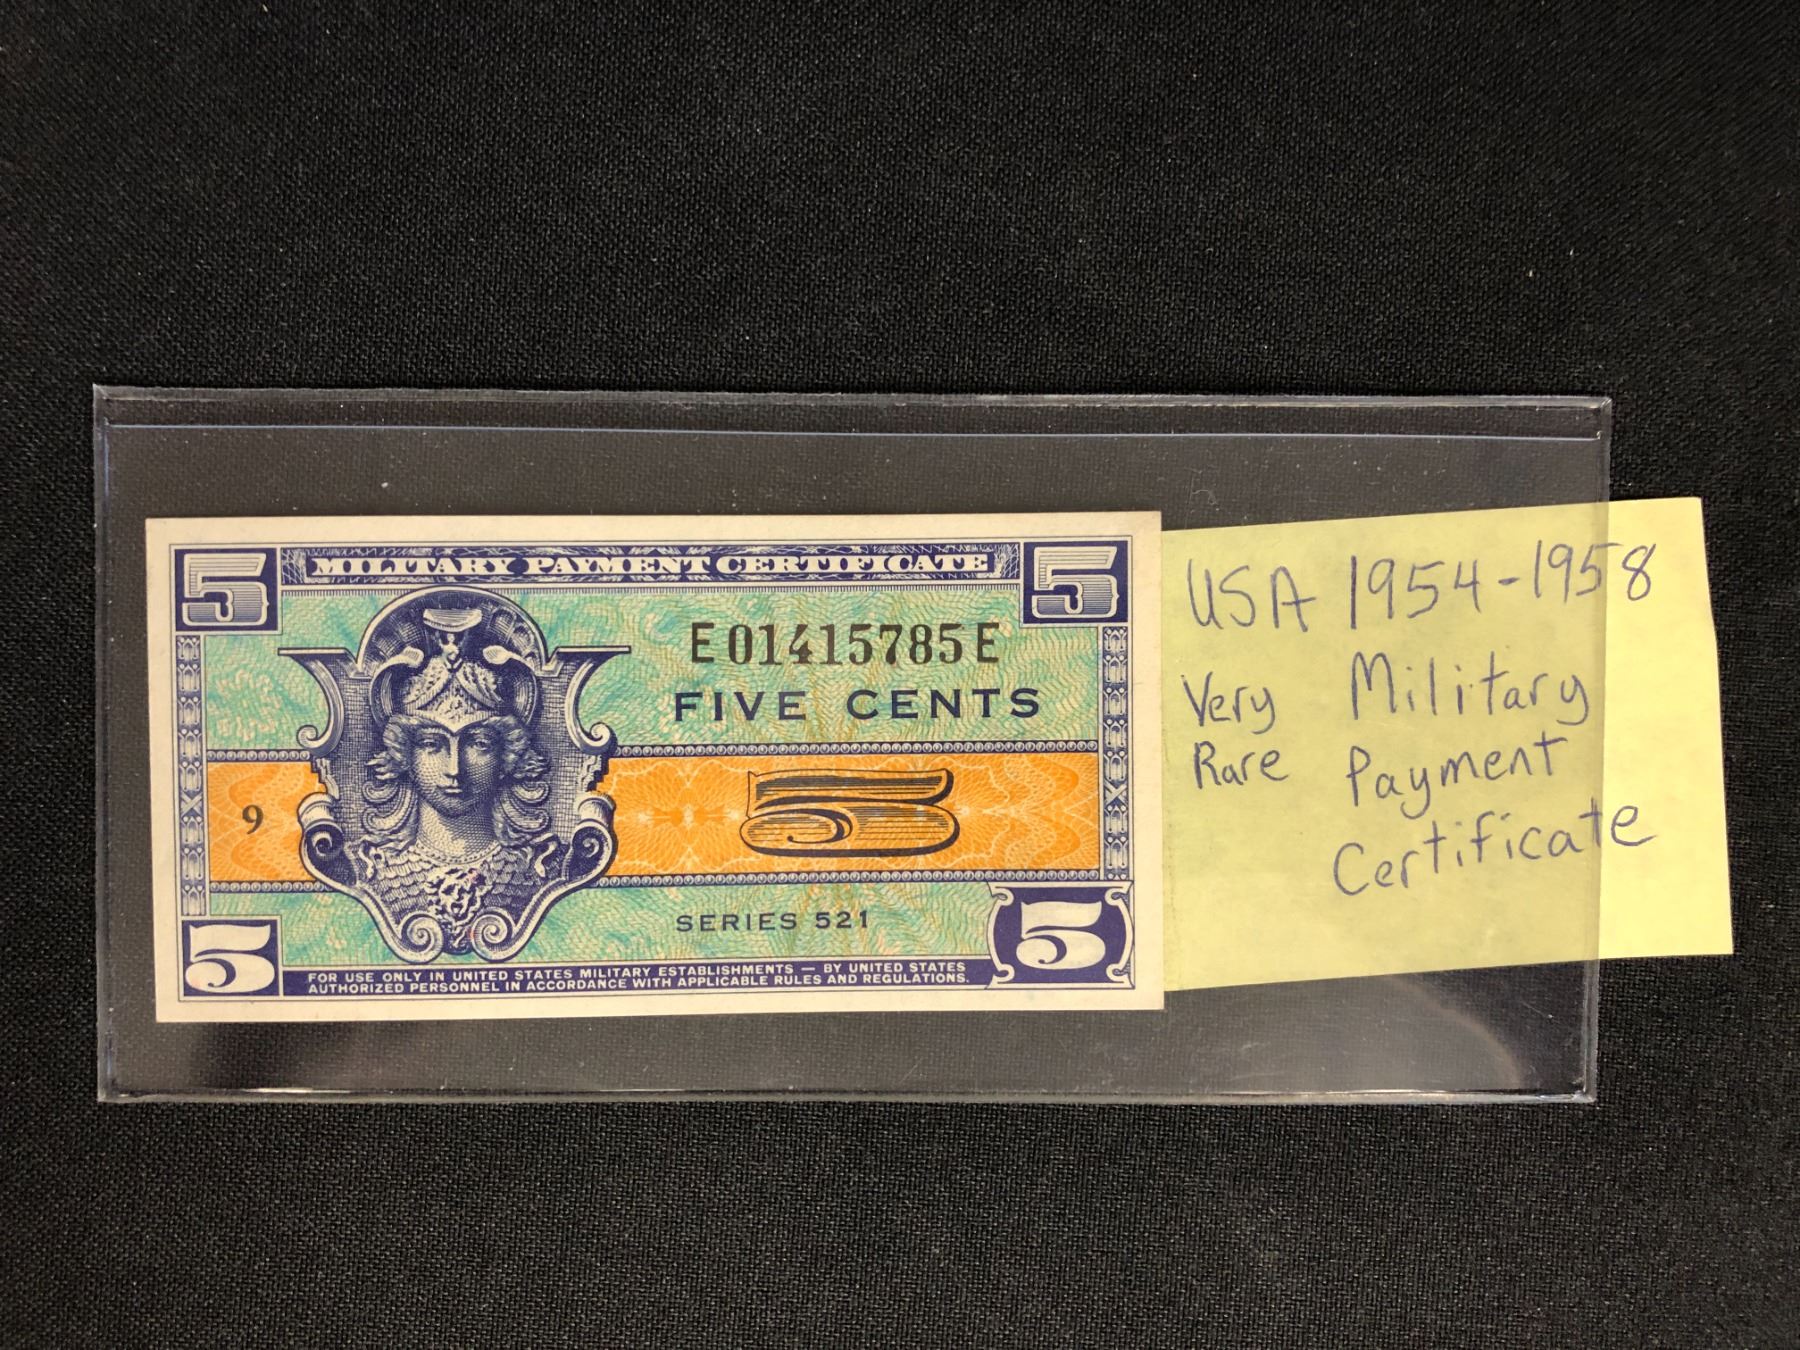 5 MILITARY PAYMENT CERTIFICATE 5
E01415785E
FIVE CENTS
9 5
SERIES 521
5 5
FOR USE ONLY IN UNITED STATES MILITARY ESTABLISHMENTS — BY UNITED STATES
AUTHORIZED PERSONNEL IN ACCORDANCE WITH APPLICABLE RULES AND REGULATIONS.
USA 1954-1958
Very Military
Rare Payment
Certificate